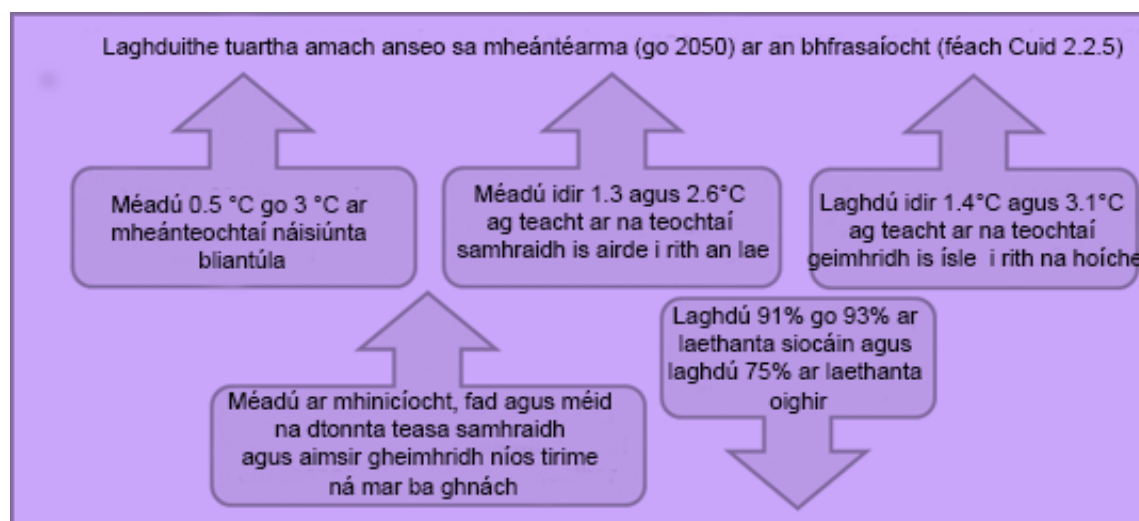 Laghduithe tuartha amach anseo sa mheántéarma (go 2050) ar an bhfrasaíocht (féach Cuid 2.2.5)
Méadú 0.5 °C go 3 °C ar
mheánteochtaí náisiúnta
bliantúla
Méadú idir 1.3 agus 2.6°C
ag teacht ar na teochtaí
samhraidh is airde i rith an lae
Laghdú idir 1.4°C agus 3.1°C
ag teacht ar na teochtaí
geimhridh is ísle i rith na hoíche
Méadú ar mhinicíocht, fad agus méid
na dtonnta teasa samhraidh
agus aimsir gheimhridh níos tirime
ná mar ba ghnách
Laghdú 91% go 93% ar
laethanta siocáin agus
laghdú 75% ar laethanta
oighir